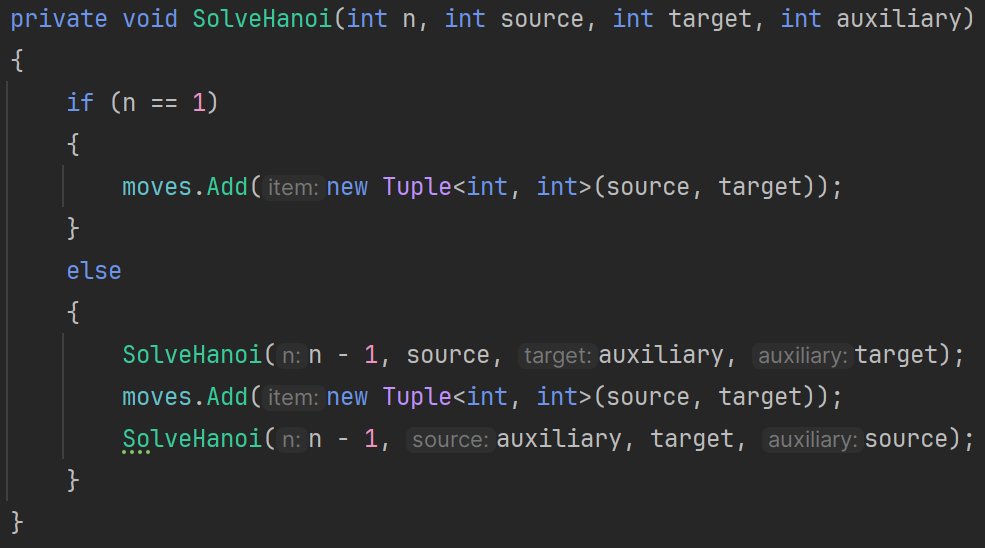 private void SolveHanoi(int n, int source, int target, int auxiliary)
{
    if (n == 1)
    {
        moves.Add(item: new Tuple<int, int>(source, target));
    }
    else
    {
        SolveHanoi(n: n - 1, source, target: auxiliary, auxiliary: target);
        moves.Add(item: new Tuple<int, int>(source, target));
        SolveHanoi(n: n - 1, source: auxiliary, target, auxiliary: source);
    }
}